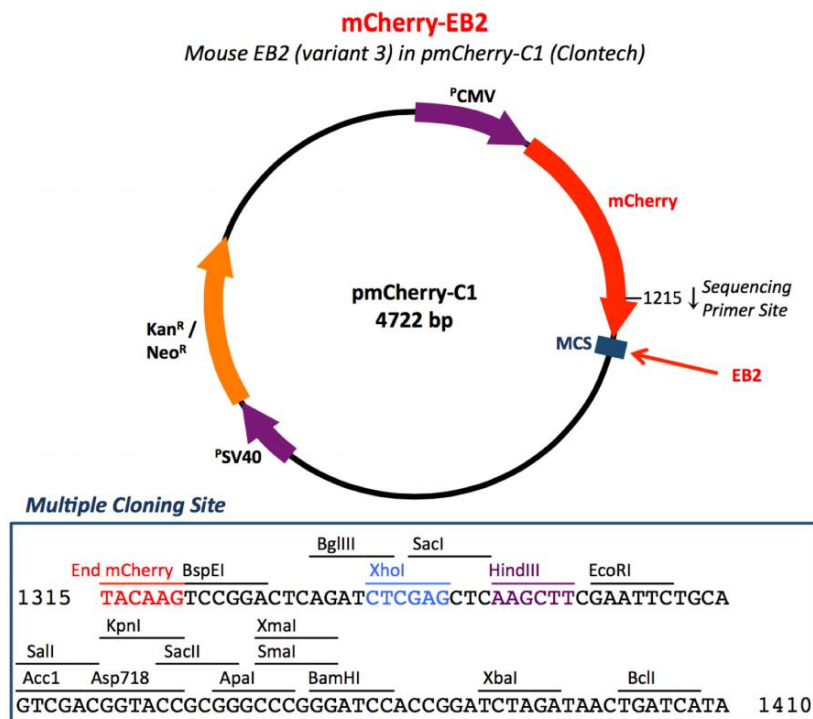 mCherry-EB2
Mouse EB2 (variant 3) in pmCherry-C1 (Clontech)
PCMV
mCherry
pmCherry-C1
4722 bp
1215 ↓ Sequencing
Primer Site
KanR /
NeoR
MCS
EB2
PSV40
Multiple Cloning Site
BglIII SacI
End mCherry BspEI XhoI HindIII EcoRI
1315 TACAAGTCCGGACTCAGATCTCGAGCTCAAGCTTCGAATTCTGCA
KpnI XmaI
SalI SacII SmaI
Acc1 Asp718 ApaI BamHI XbaI BclI
GTCGACGGTACCGCGGGCCCGGGATCCACCGGATCTAGATAACTGATCATA 1410